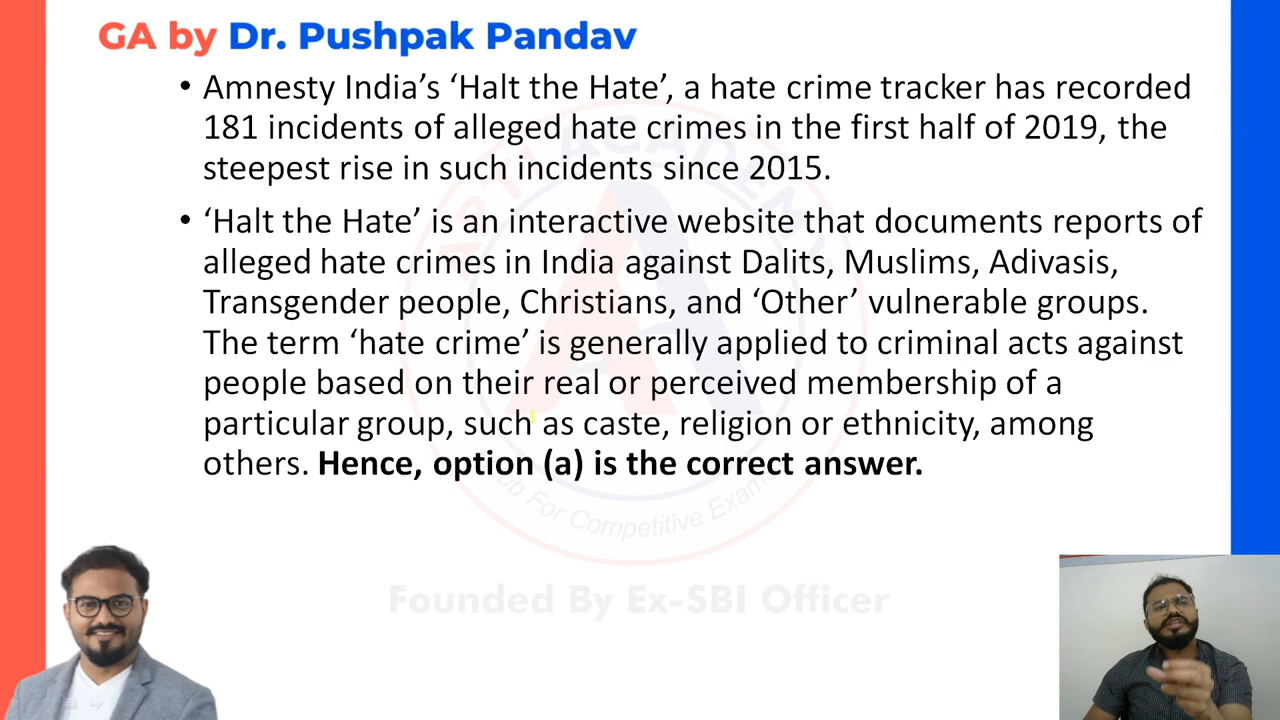 GA by Dr. Pushpak Pandav
• Amnesty India’s ‘Halt the Hate’, a hate crime tracker has recorded
181 incidents of alleged hate crimes in the first half of 2019, the
steepest rise in such incidents since 2015.
• ‘Halt the Hate’ is an interactive website that documents reports of
alleged hate crimes in India against Dalits, Muslims, Adivasis,
Transgender people, Christians, and ‘Other’ vulnerable groups.
The term ‘hate crime’ is generally applied to criminal acts against
people based on their real or perceived membership of a
particular group, such as caste, religion or ethnicity, among
others. Hence, option (a) is the correct answer.
For Competitive Exams
Founded By Ex-SBI Officer